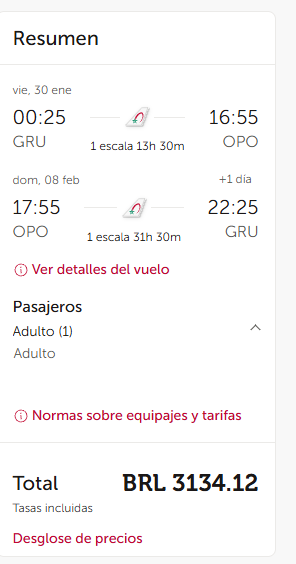 Resumen
vie, 30 ene
00:25 16:55
GRU OPO
1 escala 13h 30m
dom, 08 feb +1 día
17:55 22:25
OPO GRU
1 escala 31h 30m
Ver detalles del vuelo
Pasajeros
Adulto (1)
Adulto
Normas sobre equipajes y tarifas
Total BRL 3134.12
Tasas incluidas
Desglose de precios